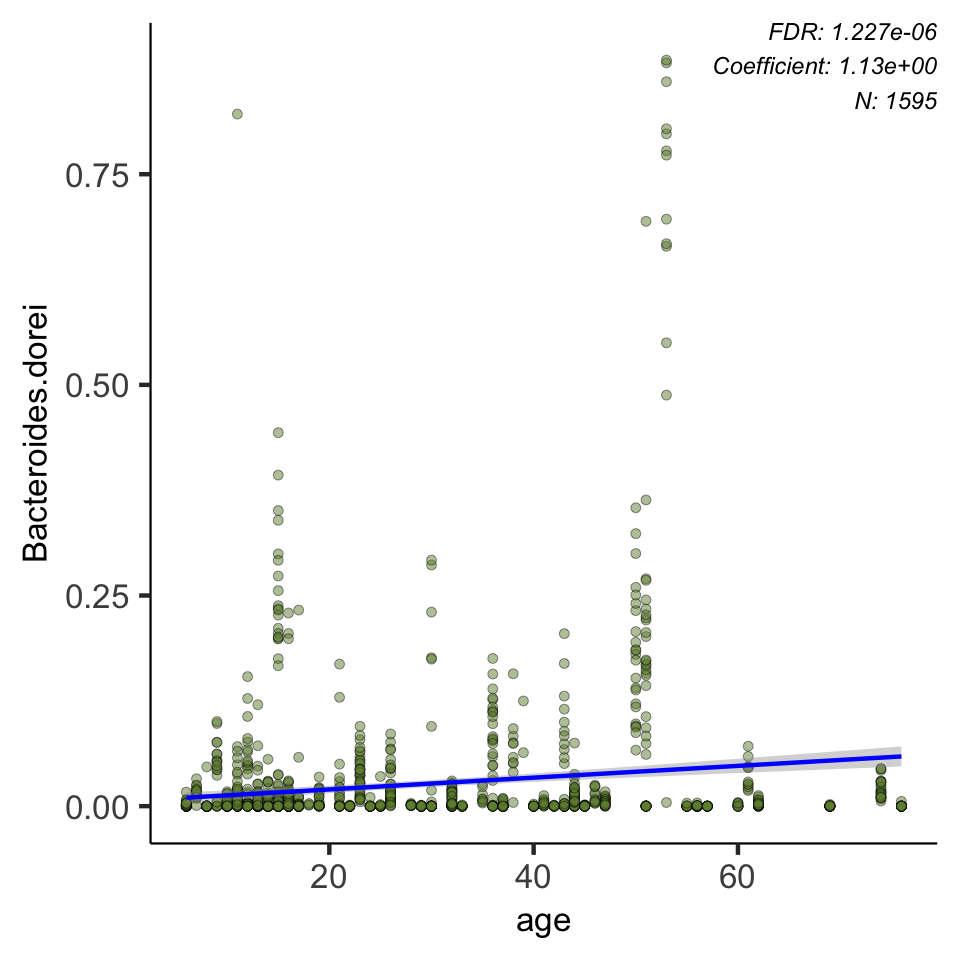 FDR: 1.227e-06
Coefficient: 1.13e+00
N: 1595
Bacteroides.dorei
0.75
0.50
0.25
0.00
20 40 60
age